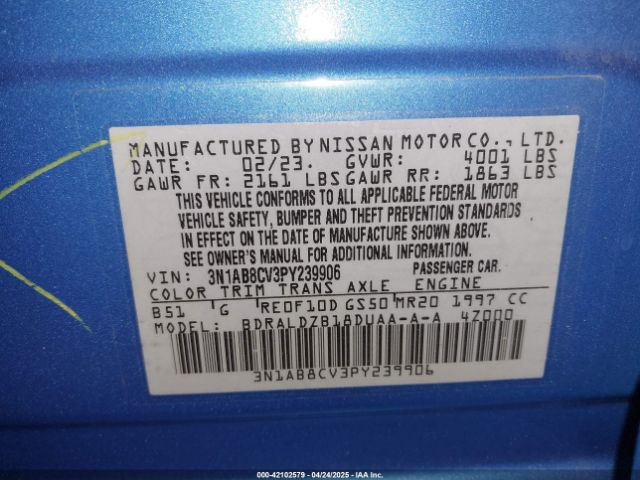 MANUFACTURED BY NISSAN MOTOR CO., LTD.
DATE: 02/23. GVWR: 4001 LBS
GAWR FR: 2161 LBS GAWR RR: 1863 LBS
THIS VEHICLE CONFORMS TO ALL APPLICABLE FEDERAL MOTOR
VEHICLE SAFETY, BUMPER AND THEFT PREVENTION STANDARDS
IN EFFECT ON THE DATE OF MANUFACTURE SHOWN ABOVE.
SEE OWNER'S MANUAL FOR ADDITIONAL INFORMATION.
VIN: 3N1AB8CV3PY239906 PASSENGER CAR.
COLOR TRIM TRANS AXLE ENGINE
B51 G RE0F10D GS50 MR20 1997 CC
MODEL: BDRALDZB18DUAA-A-A 4Z000
3N1AB8CV3PY239906
000-42102579 - 04/24/2025 - IAA Inc.